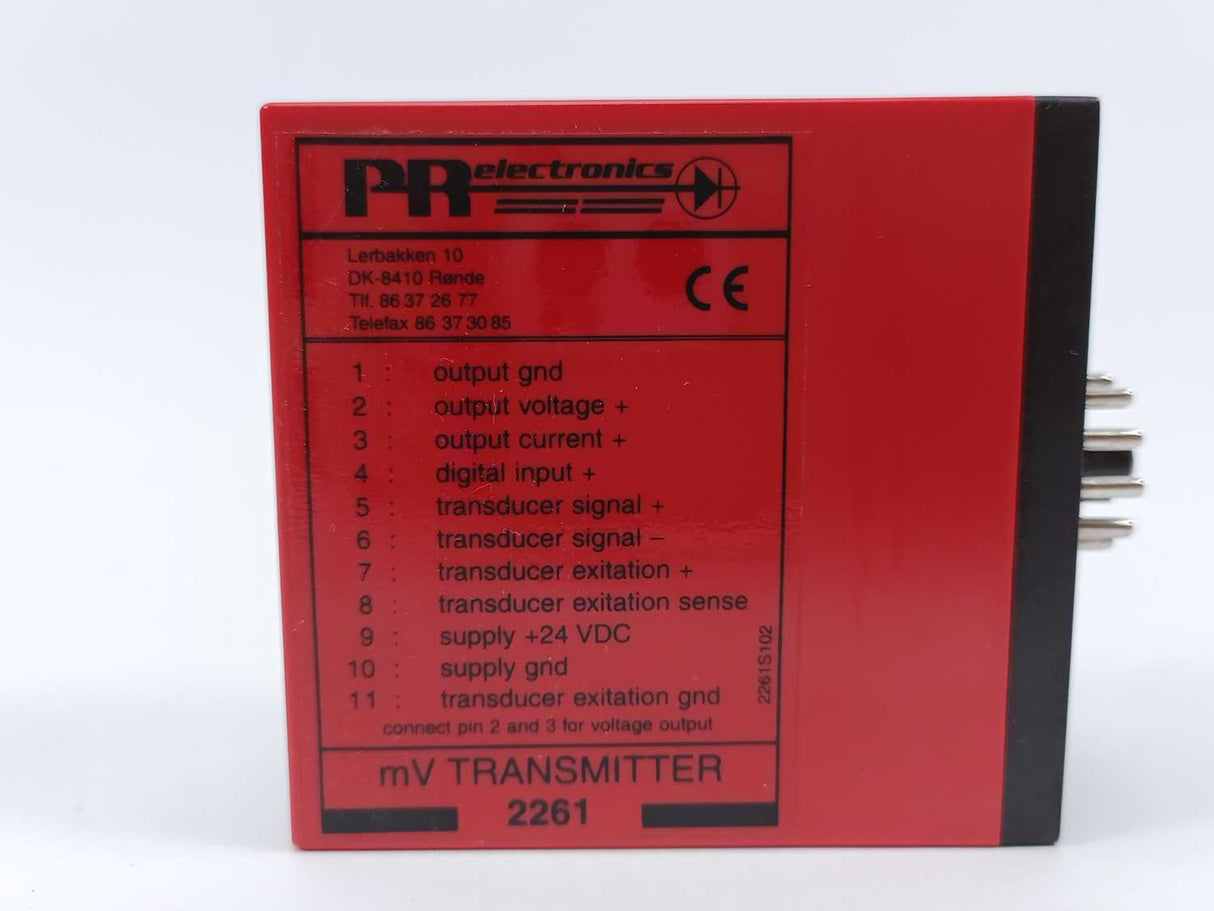 PR electronics
Lerbakken 10
DK-8410 Rønde
Tlf. 86 37 26 77
Telefax 86 37 30 85
CE
1 : output gnd
2 : output voltage +
3 : output current +
4 : digital input +
5 : transducer signal +
6 : transducer signal –
7 : transducer exitation +
8 : transducer exitation sense
9 : supply +24 VDC
10 : supply gnd
11 : transducer exitation gnd
connect pin 2 and 3 for voltage output
2261S102
mV TRANSMITTER
2261